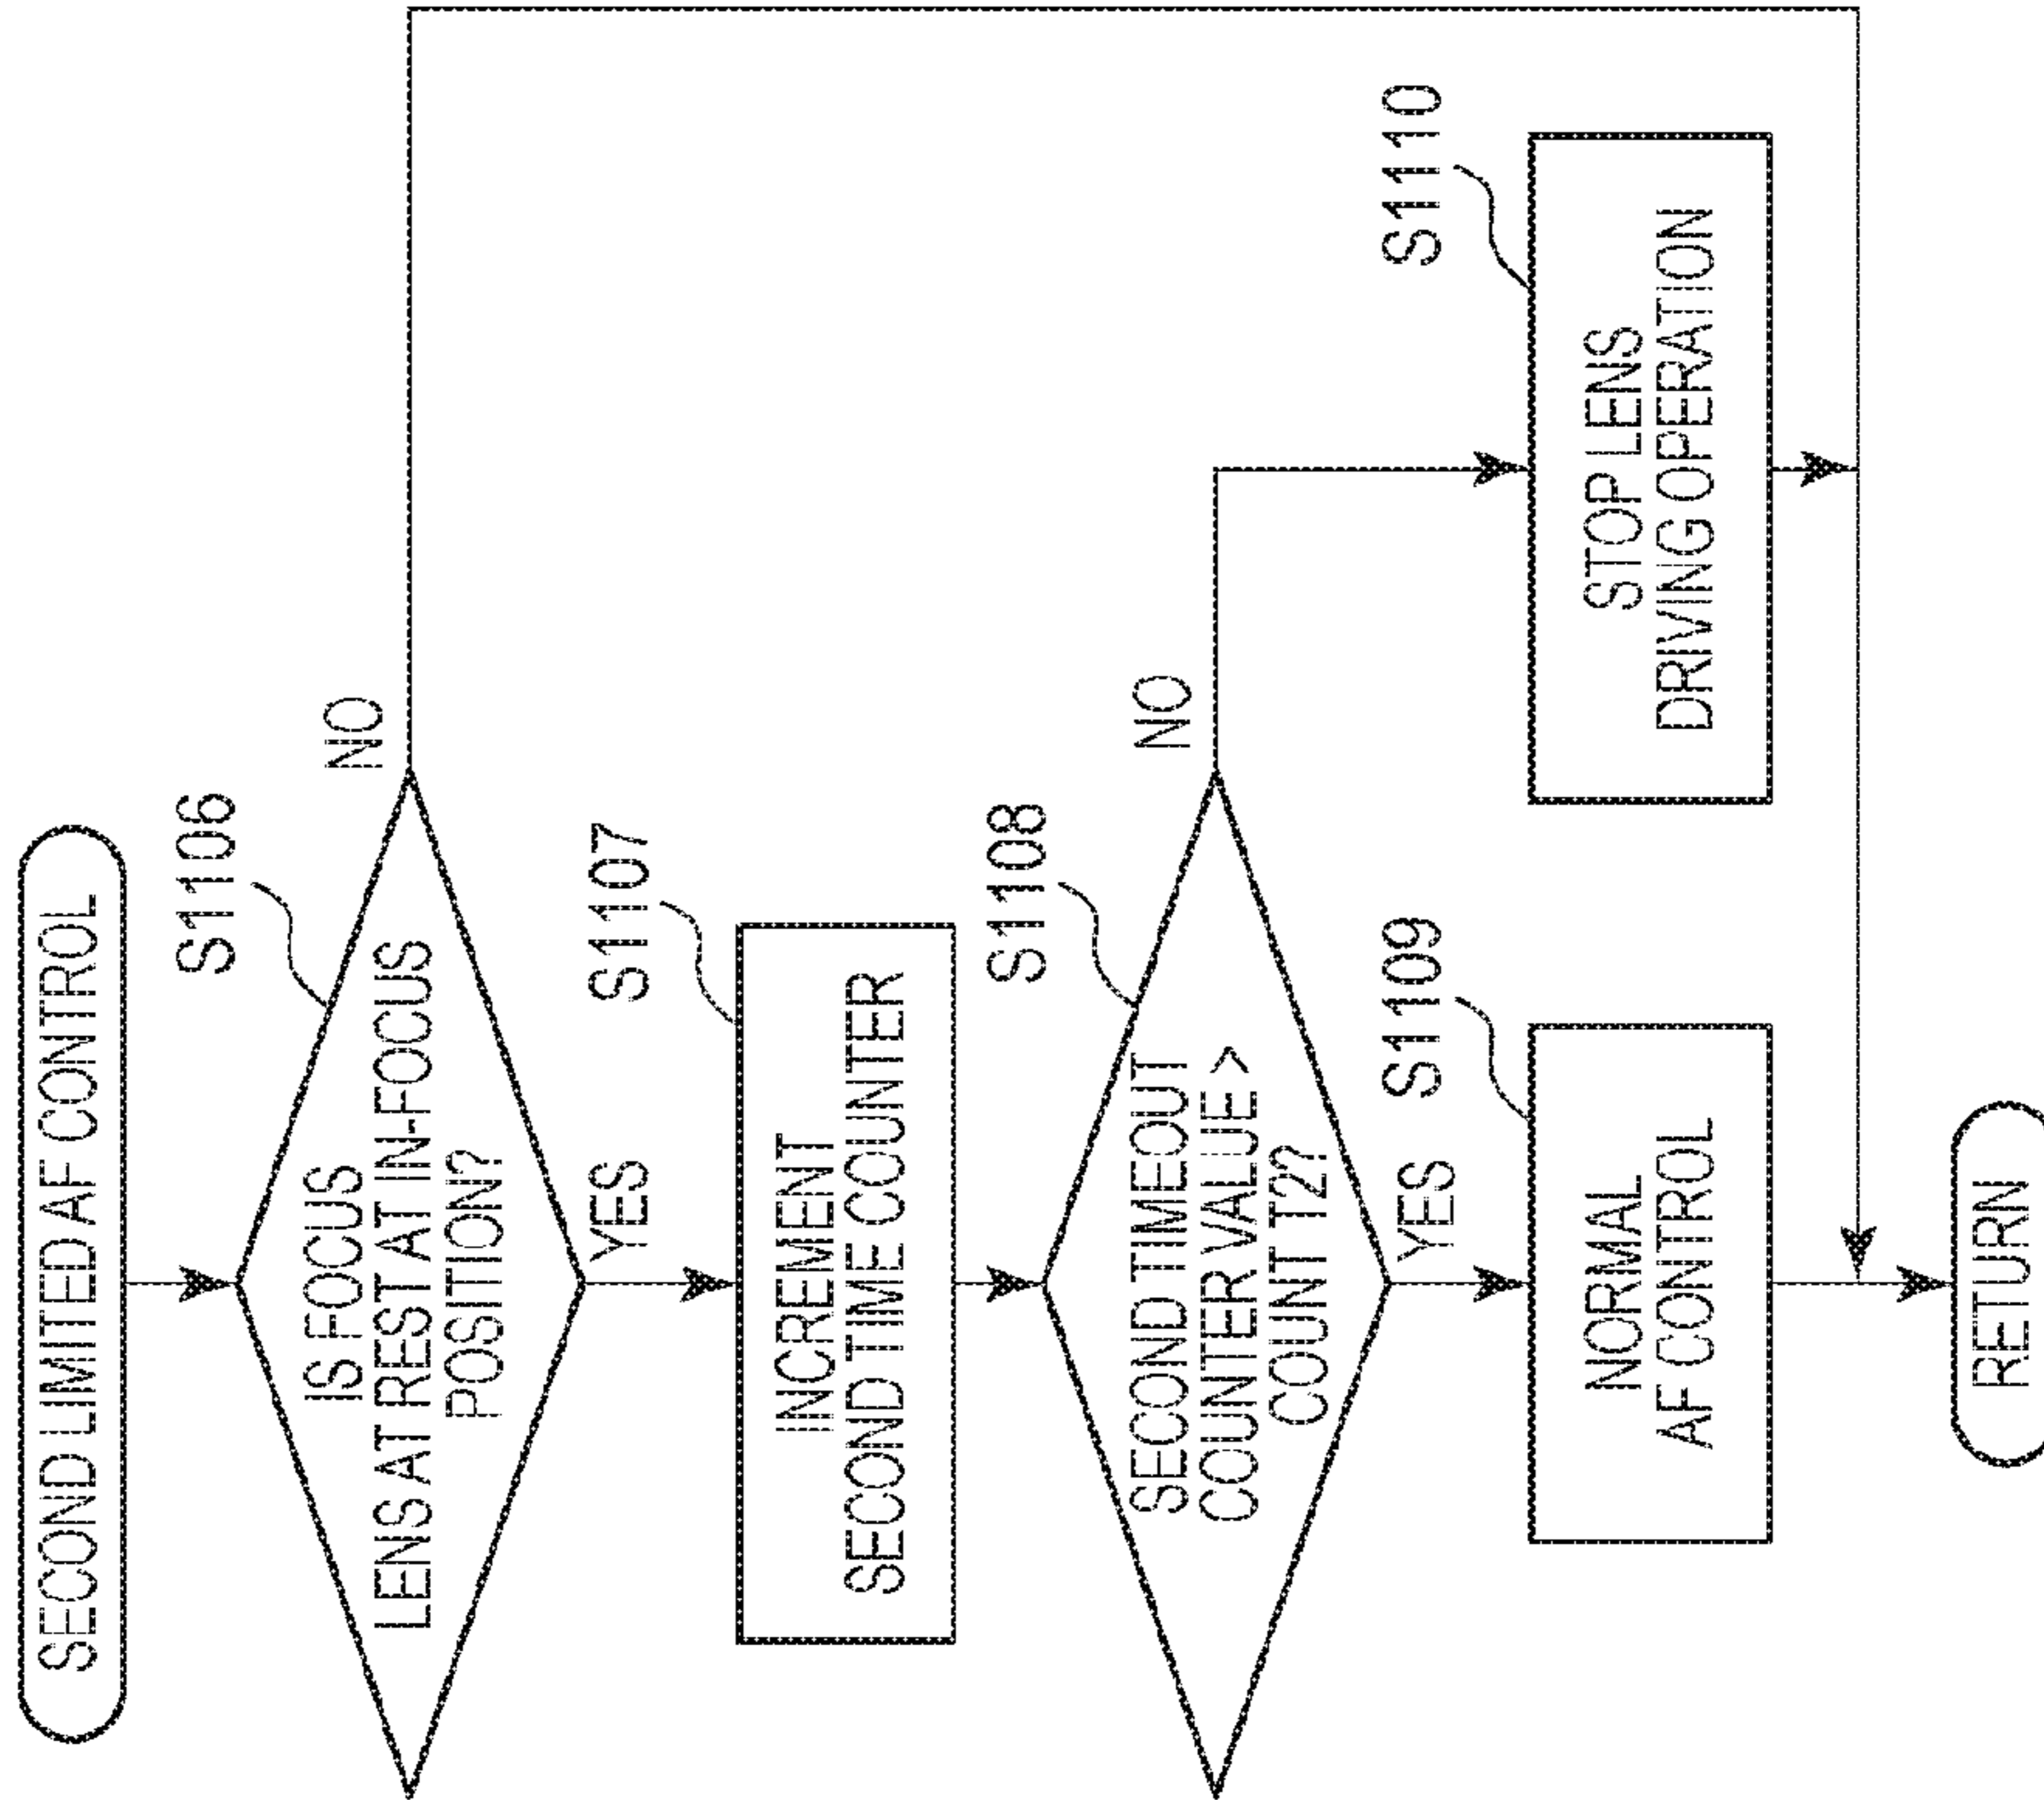 SECOND LIMITED AF CONTROL
S1106
IS FOCUS
LENS AT REST AT IN-FOCUS
POSITION?
NO
YES
S1107
INCREMENT
SECOND TIME COUNTER
S1108
SECOND TIMEOUT
COUNTER VALUE >
COUNT T2?
NO
YES
S1109
NORMAL
AF CONTROL
S1110
STOP LENS
DRIVING OPERATION
RETURN